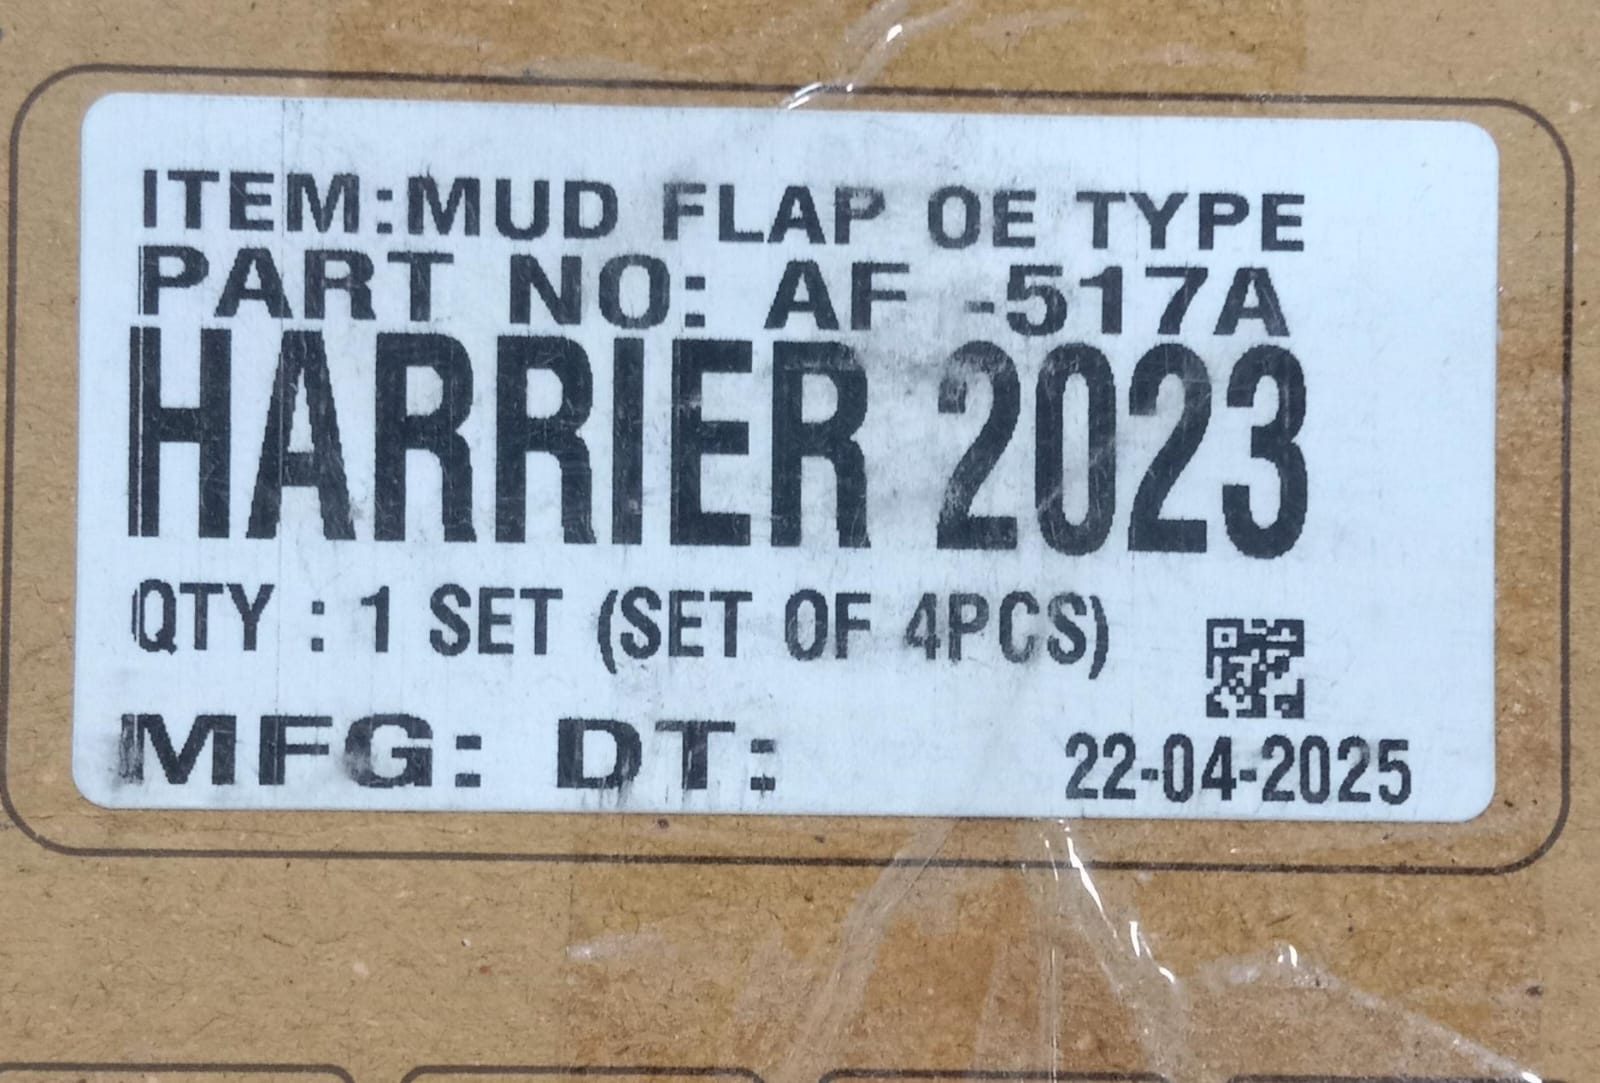 ITEM:MUD FLAP OE TYPE
PART NO: AF -517A
HARRIER 2023
QTY : 1 SET (SET OF 4PCS)
MFG: DT: 22-04-2025